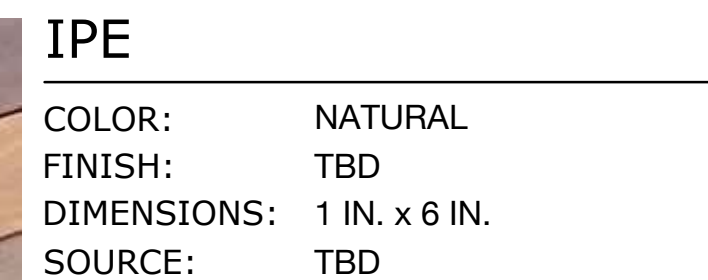 IPE
COLOR: NATURAL
FINISH: TBD
DIMENSIONS: 1 IN. x 6 IN.
SOURCE: TBD